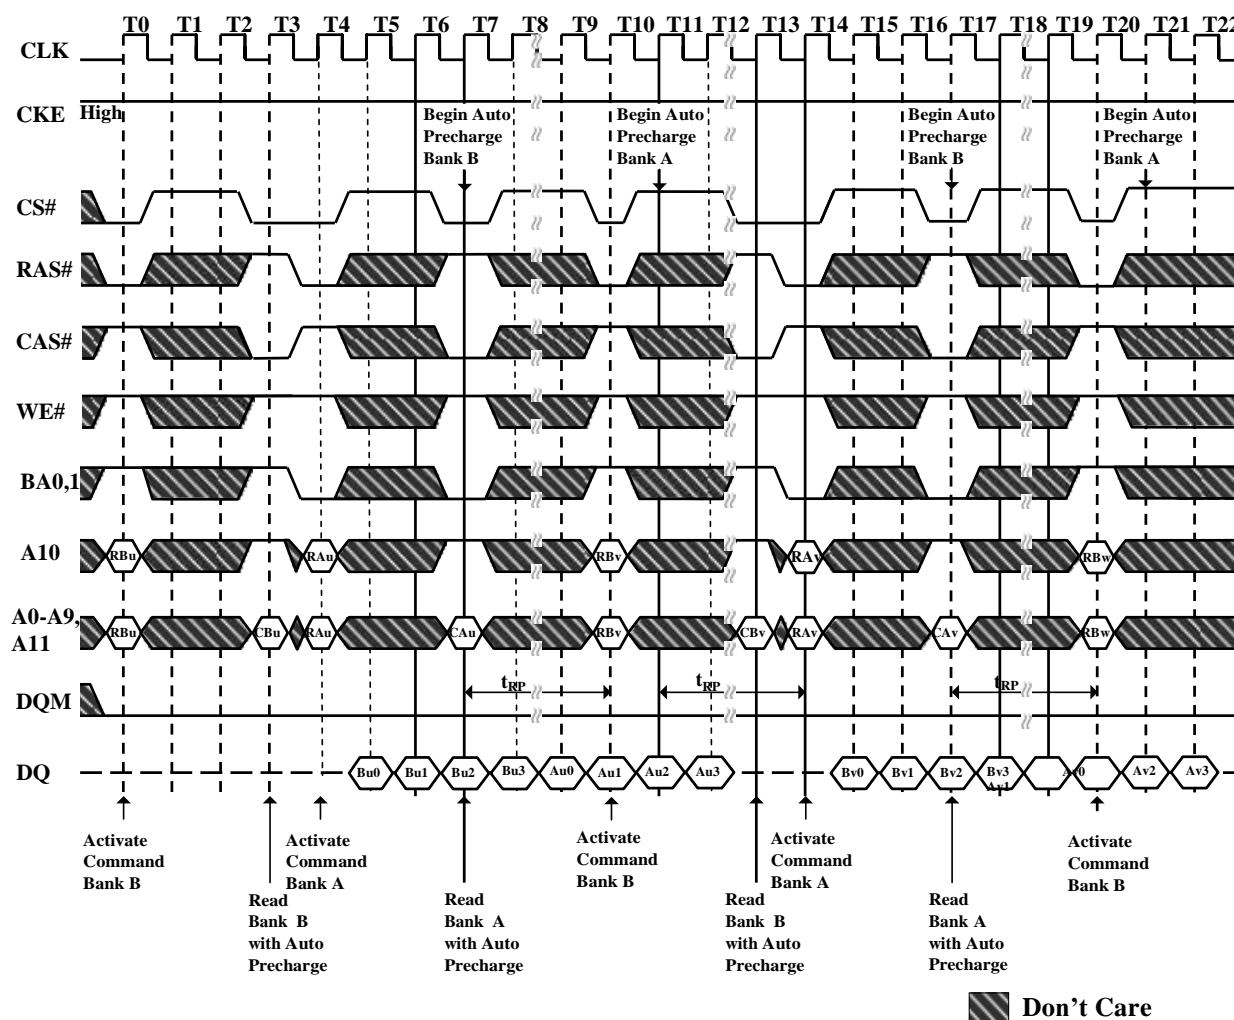 T0 T1 T2 T3 T4 T5 T6 T7 T8 T9 T10 T11 T12 T13 T14 T15 T16 T17 T18 T19 T20 T21 T22
CLK
CKE High
Begin Auto
Precharge
Bank B
Begin Auto
Precharge
Bank A
Begin Auto
Precharge
Bank B
Begin Auto
Precharge
Bank A
CS#
RAS#
CAS#
WE#
BA0,1
A10 RBu RAu RBv RAv RBw
A0-A9,
A11
RBu CBu RAu CAu RBv CBv RAv CAv RBw
tRP tRP tRP
DQM
DQ Bu0 Bu1 Bu2 Bu3 Au0 Au1 Au2 Au3 Bv0 Bv1 Bv2 Bv3 Av0 Av2 Av3
Av1
Activate
Command
Bank B
Activate
Command
Bank A
Activate
Command
Bank B
Activate
Command
Bank A
Activate
Command
Bank B
Read
Bank B
with Auto
Precharge
Read
Bank A
with Auto
Precharge
Read
Bank B
with Auto
Precharge
Read
Bank A
with Auto
Precharge
Don't Care